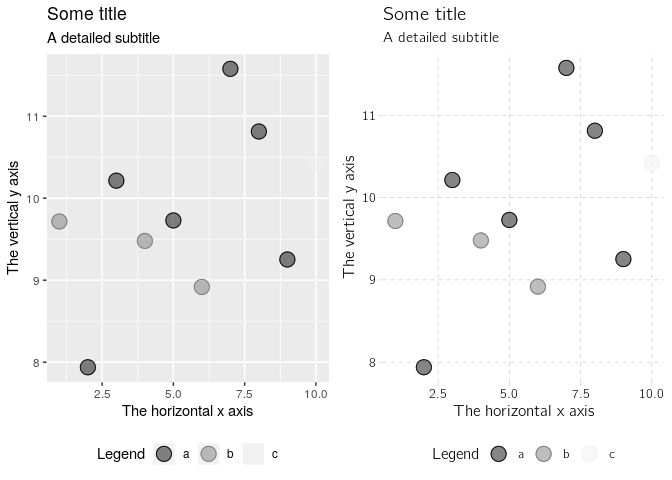 Some title
A detailed subtitle
11
10
9
8
The vertical y axis
2.5 5.0 7.5 10.0
The horizontal x axis
Legend a b c
Some title
A detailed subtitle
11
10
9
8
The vertical y axis
2.5 5.0 7.5 10.0
The horizontal x axis
Legend a b c